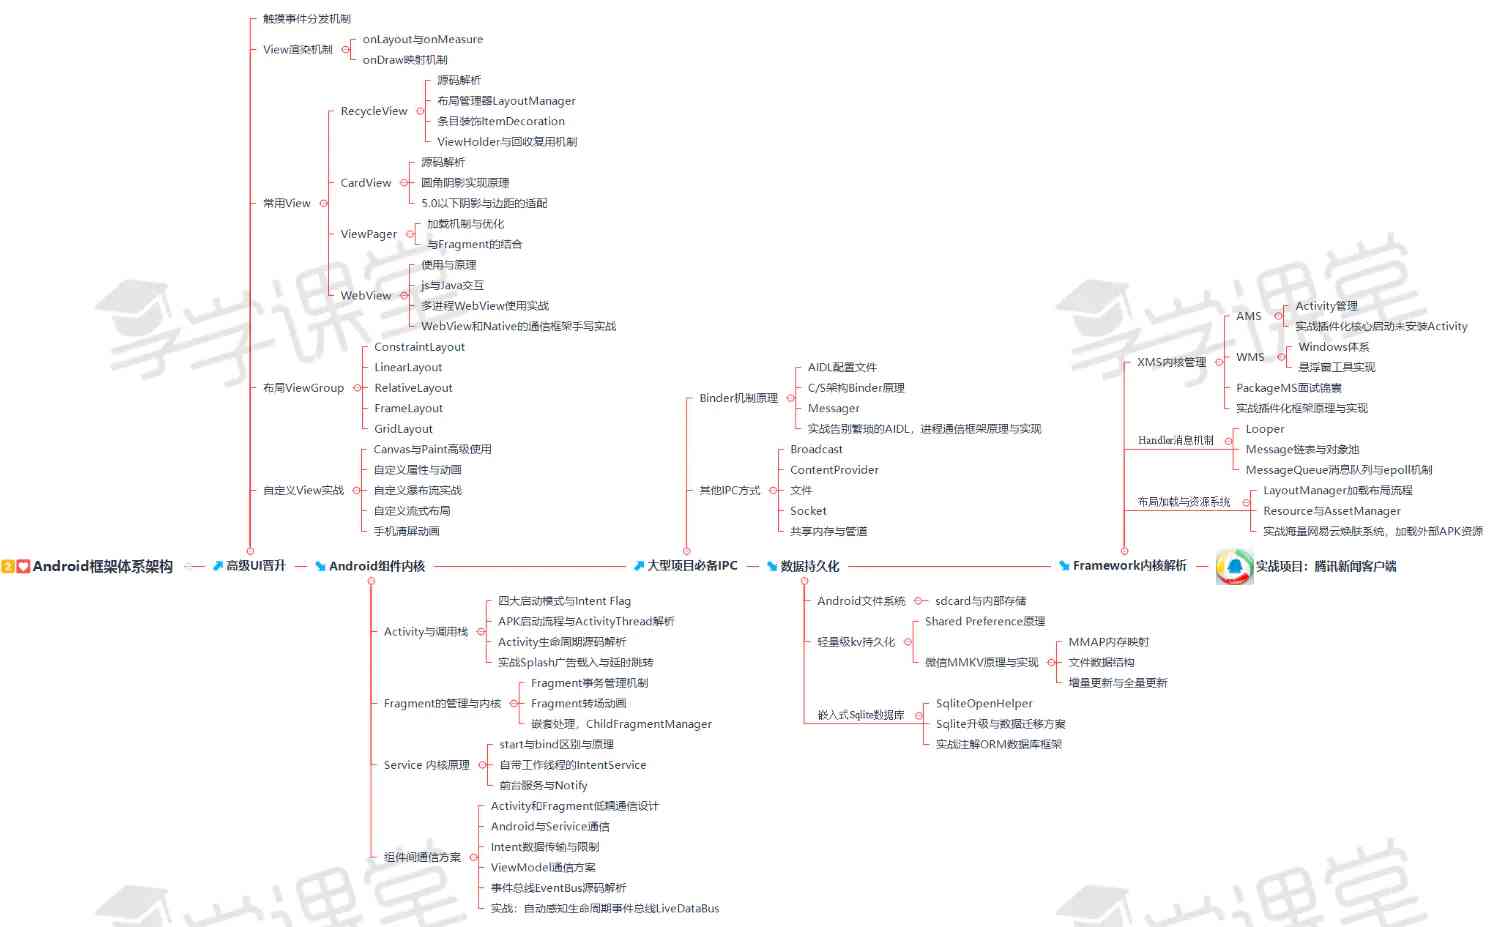 触摸事件分发机制
View渲染机制
onLayout与onMeasure
onDraw映射机制
常用View
RecycleView
源码解析
布局管理器LayoutManager
条目装饰ItemDecoration
ViewHolder与回收复用机制
CardView
源码解析
圆角阴影实现原理
5.0以下阴影与边距的适配
ViewPager
加载机制与优化
与Fragment的结合
WebView
使用与原理
js与Java交互
多进程WebView使用实战
WebView和Native的通信框架手写实战
布局ViewGroup
ConstraintLayout
LinearLayout
RelativeLayout
FrameLayout
GridLayout
自定义View实战
Canvas与Paint高级使用
自定义属性与动画
自定义瀑布流实战
自定义流式布局
手机清屏动画
Binder机制原理
AIDL配置文件
C/S架构Binder原理
Messager
实战告别繁琐的AIDL，进程通信框架原理与实现
其他IPC方式
Broadcast
ContentProvider
文件
Socket
共享内存与管道
XMS内核管理
AMS
Activity管理
实战插件化核心启动未安装Activity
WMS
Windows体系
悬浮窗工具实现
PackageMS面试锦囊
实战插件化框架原理与实现
Handler消息机制
Looper
Message链表与对象池
MessageQueue消息队列与epoll机制
布局加载与资源系统
LayoutManager加载布局流程
Resource与AssetManager
实战海量网易云焕肤系统，加载外部APK资源
2 Android框架体系架构
高级UI晋升
Android组件内核
大型项目必备IPC
数据持久化
Framework内核解析
实战项目：腾讯新闻客户端
Activity与调用栈
四大启动模式与Intent Flag
APK启动流程与ActivityThread解析
Activity生命周期源码解析
实战Splash广告载入与延时跳转
Fragment的管理与内核
Fragment事务管理机制
Fragment转场动画
嵌套处理，ChildFragmentManager
Service 内核原理
start与bind区别与原理
自带工作线程的IntentService
前台服务与Notify
组件间通信方案
Activity和Fragment低耦通信设计
Android与Serivice通信
Intent数据传输与限制
ViewModel通信方案
事件总线EventBus源码解析
实战：自动感知生命周期事件总线LiveDataBus
Android文件系统
sdcard与内部存储
轻量级kv持久化
Shared Preference原理
微信MMKV原理与实现
MMAP内存映射
文件数据结构
增量更新与全量更新
嵌入式Sqlite数据库
SqliteOpenHelper
Sqlite升级与数据迁移方案
实战注解ORM数据库框架
享学课堂
享学课堂
享学课堂
享学课堂